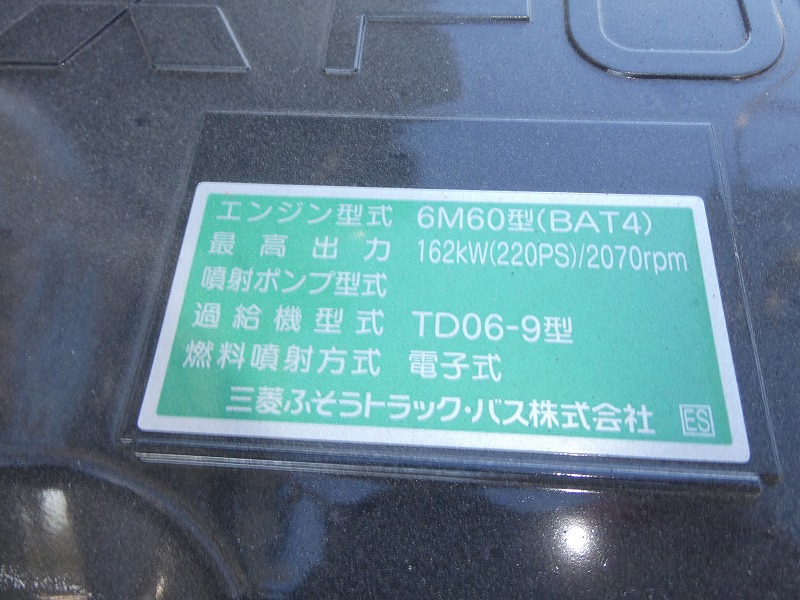 エンジン型式 6M60型(BAT4)
最高出力 162kW(220PS)/2070rpm
噴射ポンプ型式
過給機型式 TD06-9型
燃料噴射方式 電子式
三菱ふそうトラック・バス株式会社 ES